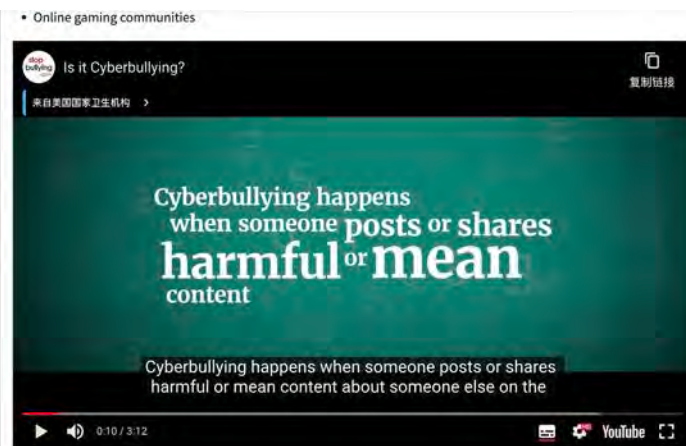 • Online gaming communities
stop
bullying
Is it Cyberbullying?
复制链接
来自美国国家卫生机构
Cyberbullying happens
when someone posts or shares
harmful or mean
content
Cyberbullying happens when someone posts or shares
harmful or mean content about someone else on the
0:10 / 3:12
YouTube